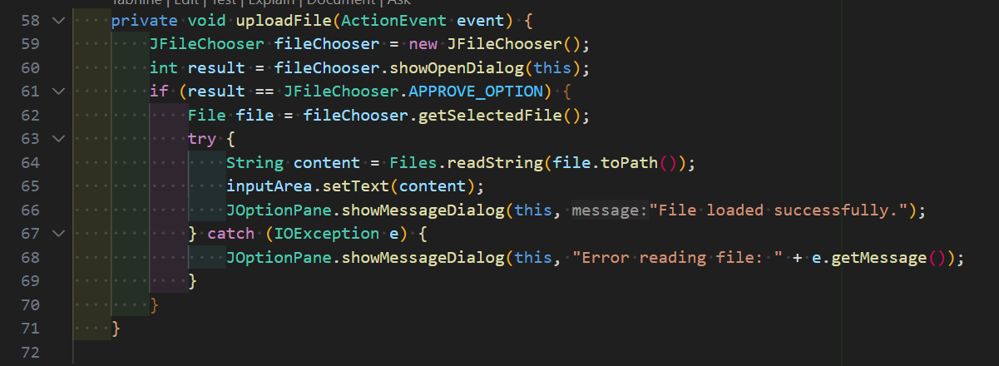 Tabnine | Edit | Test | Explain | Document | Ask
58 private void uploadFile(ActionEvent event) {
59 JFileChooser fileChooser = new JFileChooser();
60 int result = fileChooser.showOpenDialog(this);
61 if (result == JFileChooser.APPROVE_OPTION) {
62 File file = fileChooser.getSelectedFile();
63 try {
64 String content = Files.readString(file.toPath());
65 inputArea.setText(content);
66 JOptionPane.showMessageDialog(this, message:"File loaded successfully.");
67 } catch (IOException e) {
68 JOptionPane.showMessageDialog(this, "Error reading file: " + e.getMessage());
69 }
70 }
71 }
72